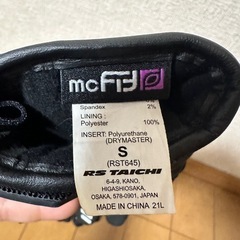 mcFit
Spandex 2%
LINING :
Polyester 100%
INSERT: Polyurethane
(DRYMASTER)
S
(RST645)
RS TAICHI
6-4-9, KANO,
HIGASHIOSAKA,
OSAKA, 578-0901, JAPAN
MADE IN CHINA 21L